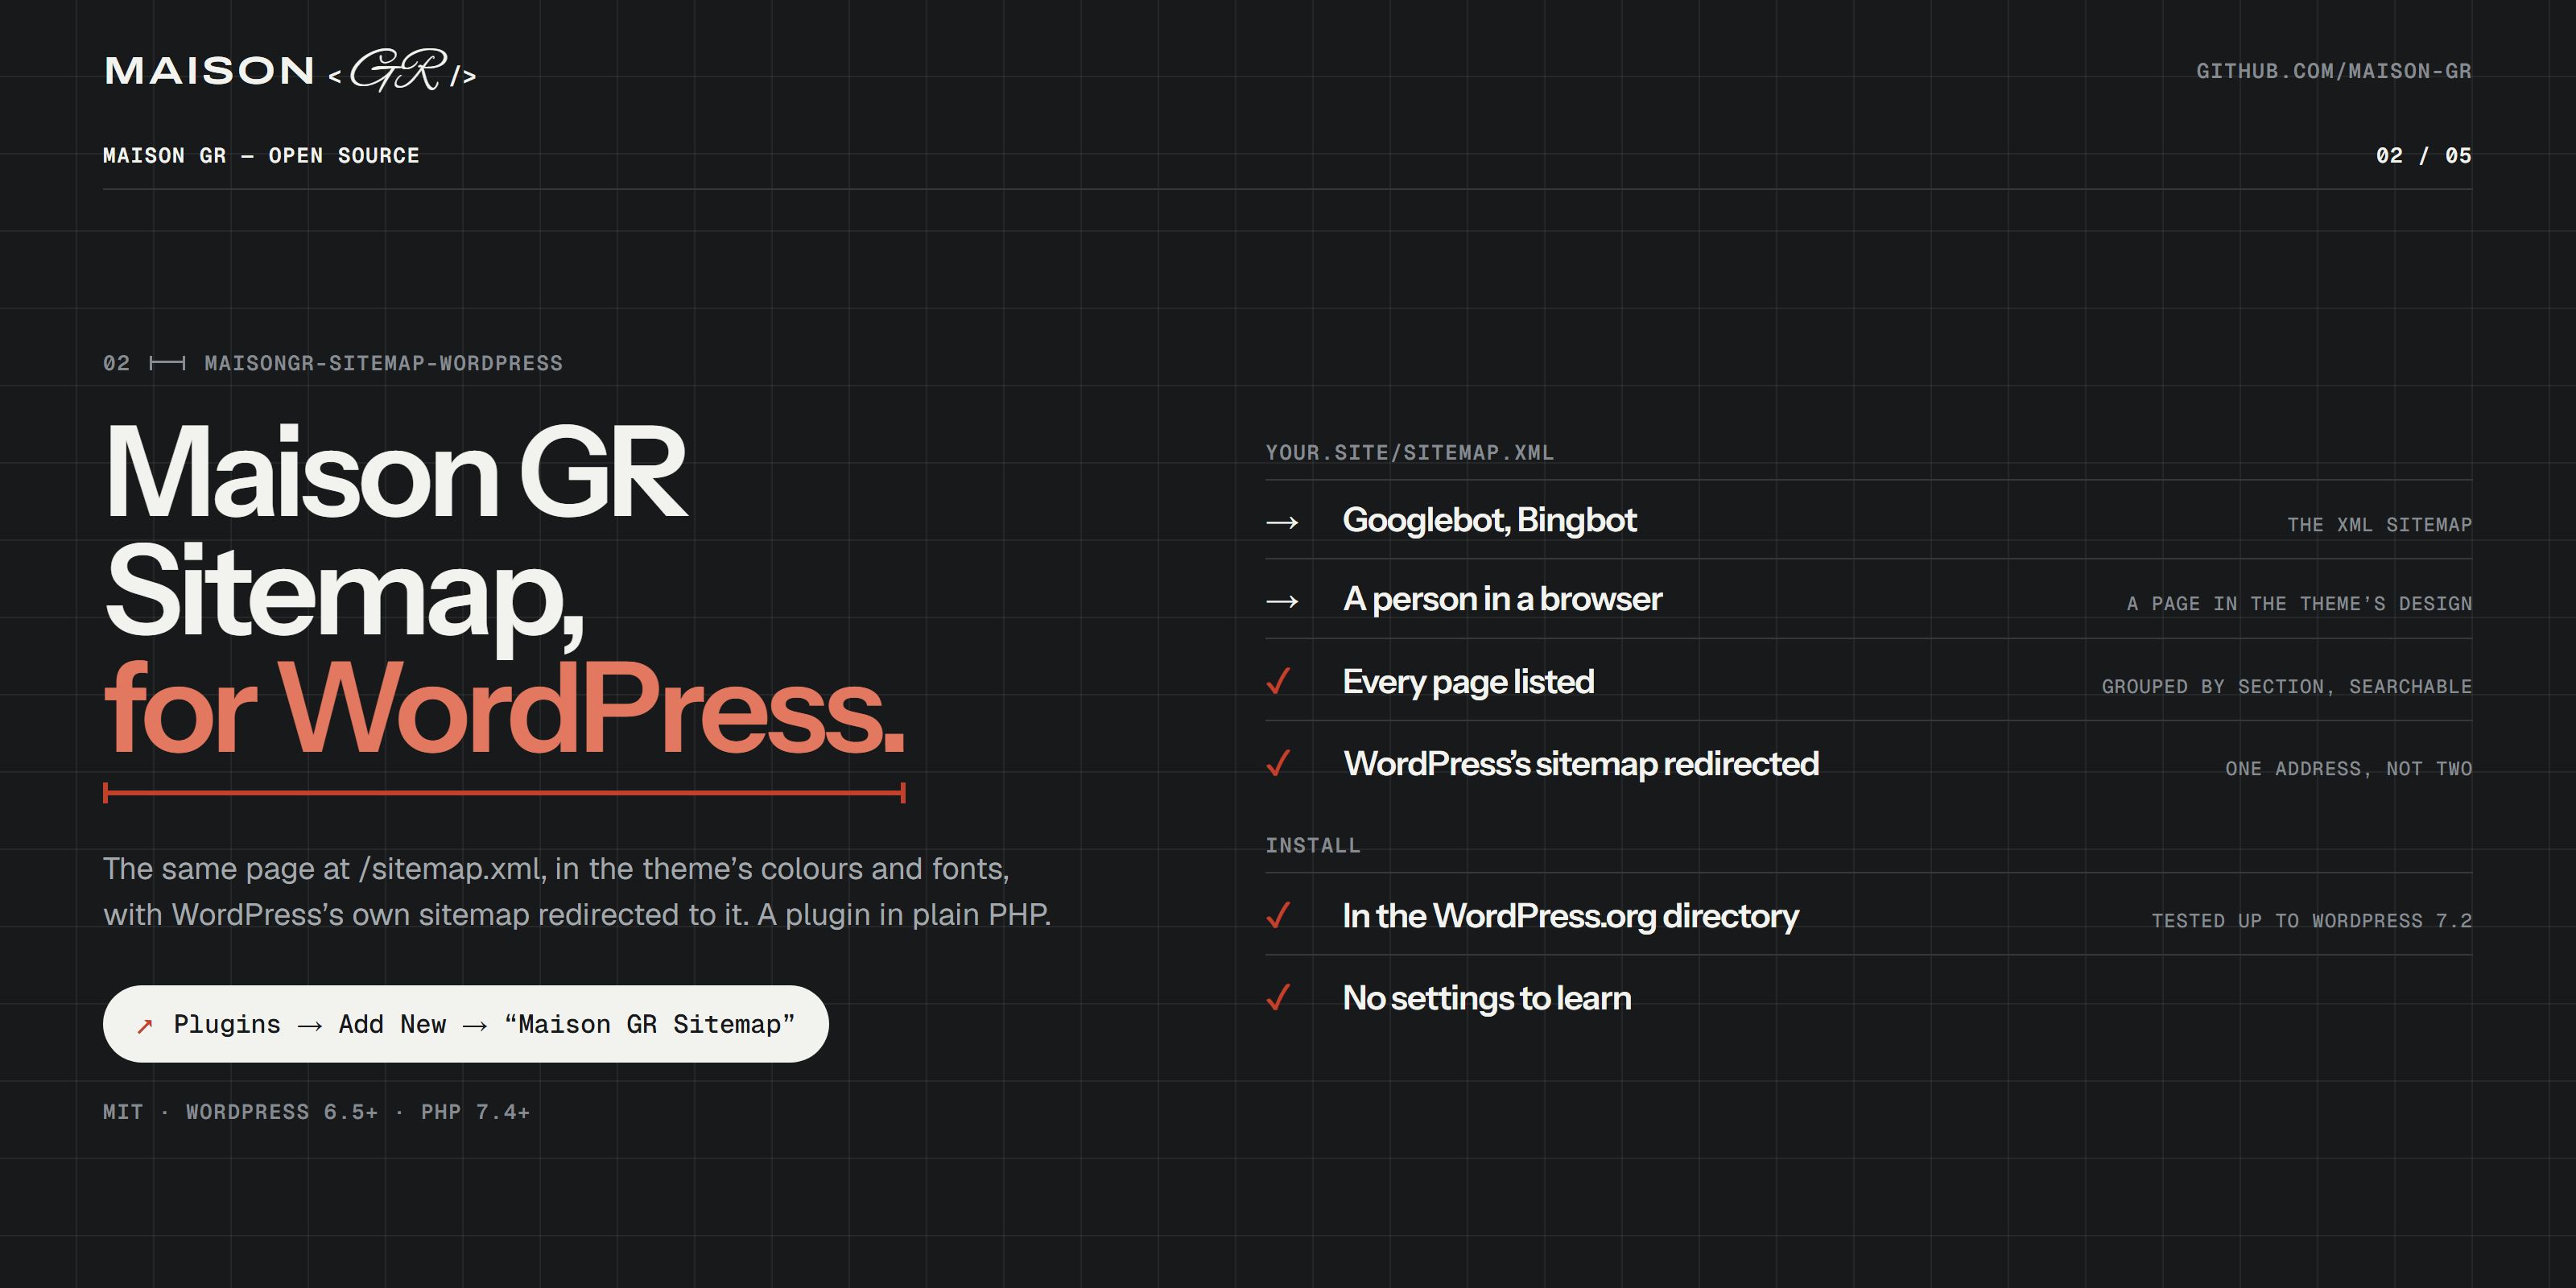 MAISON <GR/>
GITHUB.COM/MAISON-GR
MAISON GR — OPEN SOURCE
02 / 05
02 MAISONGR-SITEMAP-WORDPRESS
Maison GR
Sitemap,
for WordPress.
The same page at /sitemap.xml, in the theme’s colours and fonts,
with WordPress’s own sitemap redirected to it. A plugin in plain PHP.
↗ Plugins → Add New → “Maison GR Sitemap”
MIT · WORDPRESS 6.5+ · PHP 7.4+
YOUR.SITE/SITEMAP.XML
→ Googlebot, Bingbot THE XML SITEMAP
→ A person in a browser A PAGE IN THE THEME’S DESIGN
✓ Every page listed GROUPED BY SECTION, SEARCHABLE
✓ WordPress’s sitemap redirected ONE ADDRESS, NOT TWO
INSTALL
✓ In the WordPress.org directory TESTED UP TO WORDPRESS 7.2
✓ No settings to learn